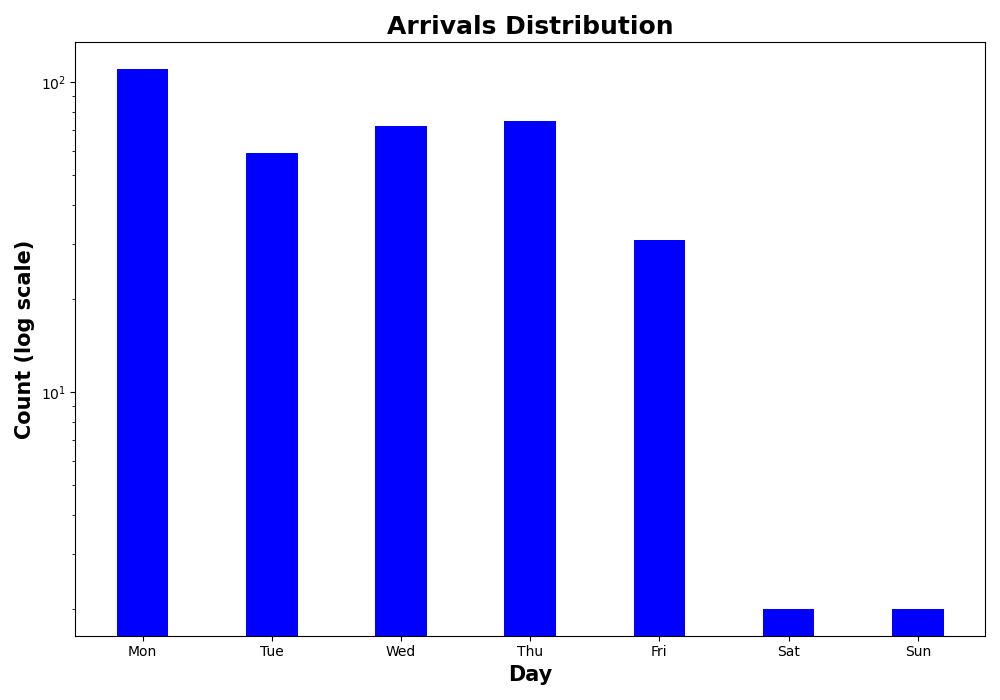 Arrivals Distribution
Count (log scale)
10²
10¹
Mon Tue Wed Thu Fri Sat Sun
Day